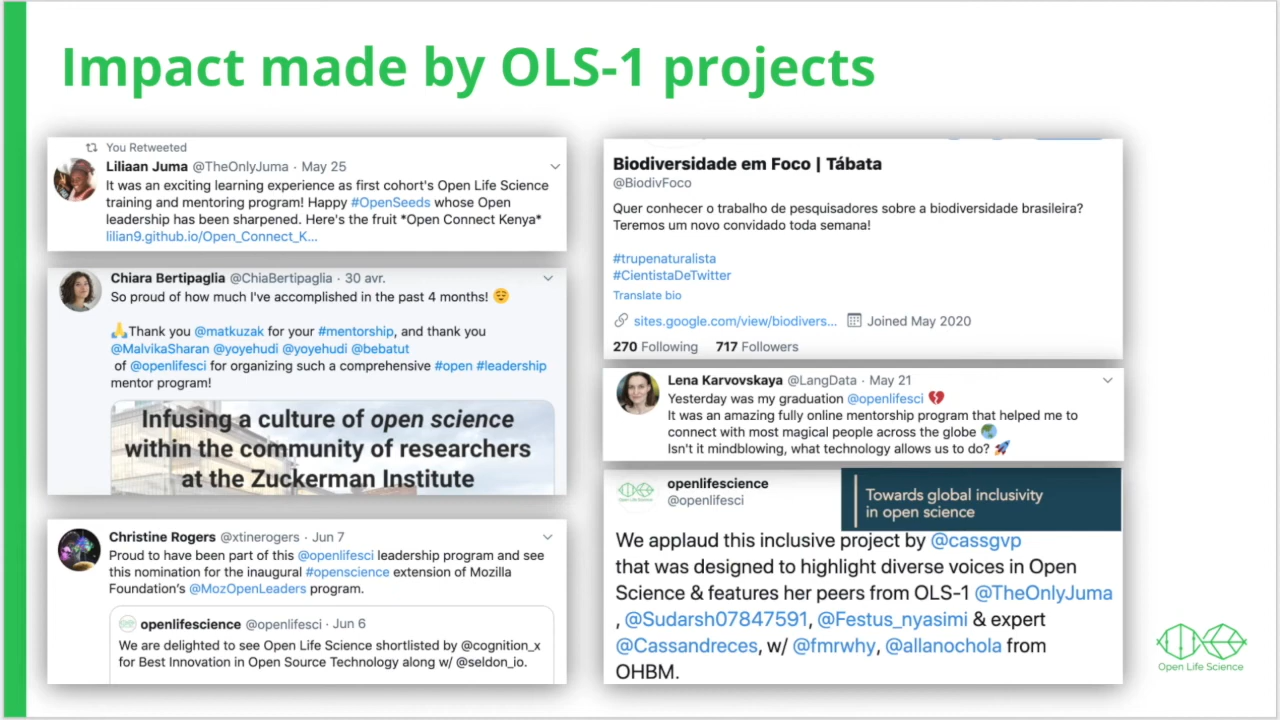 Impact made by OLS-1 projects
You Retweeted
Liliaan Juma @TheOnlyJuma · May 25
It was an exciting learning experience as first cohort's Open Life Science
training and mentoring program! Happy #OpenSeeds whose Open
leadership has been sharpened. Here's the fruit *Open Connect Kenya*
lilian9.github.io/Open_Connect_K...
Chiara Bertipaglia @ChiaBertipaglia · 30 avr.
So proud of how much I've accomplished in the past 4 months! 😌
🙏Thank you @matkuzak for your #mentorship, and thank you
@MalvikaSharan @yoyehudi @yoyehudi @bebatut
of @openlifesci for organizing such a comprehensive #open #leadership
mentor program!
Infusing a culture of open science
within the community of researchers
at the Zuckerman Institute
Christine Rogers @xtinerogers · Jun 7
Proud to have been part of this @openlifesci leadership program and see
this nomination for the inaugural #openscience extension of Mozilla
Foundation's @MozOpenLeaders program.
openlifescience @openlifesci · Jun 6
We are delighted to see Open Life Science shortlisted by @cognition_x
for Best Innovation in Open Source Technology along w/ @seldon_io.
Biodiversidade em Foco | Tábata
@BiodivFoco
Quer conhecer o trabalho de pesquisadores sobre a biodiversidade brasileira?
Teremos um novo convidado toda semana!
#trupenaturalista
#CientistaDeTwitter
Translate bio
sites.google.com/view/biodivers... Joined May 2020
270 Following 717 Followers
Lena Karvovskaya @LangData · May 21
Yesterday was my graduation @openlifesci 💔
It was an amazing fully online mentorship program that helped me to
connect with most magical people across the globe 🌏
Isn't it mindblowing, what technology allows us to do? 🚀
openlifescience
@openlifesci
Towards global inclusivity
in open science
We applaud this inclusive project by @cassgvp
that was designed to highlight diverse voices in Open
Science & features her peers from OLS-1 @TheOnlyJuma
, @Sudarsh07847591, @Festus_nyasimi & expert
@Cassandreces, w/ @fmrwhy, @allanochola from
OHBM.
Open Life Science